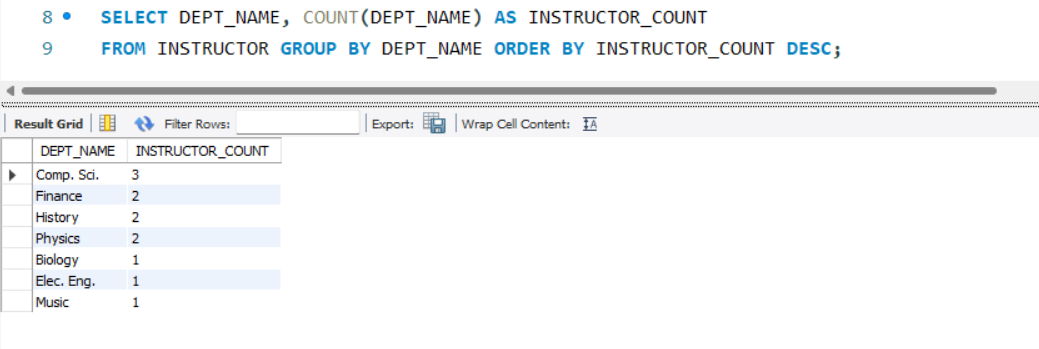 8 SELECT DEPT_NAME, COUNT(DEPT_NAME) AS INSTRUCTOR_COUNT
9 FROM INSTRUCTOR GROUP BY DEPT_NAME ORDER BY INSTRUCTOR_COUNT DESC;
Result Grid Filter Rows: Export: Wrap Cell Content: IA
DEPT_NAME INSTRUCTOR_COUNT
Comp. Sci. 3
Finance 2
History 2
Physics 2
Biology 1
Elec. Eng. 1
Music 1